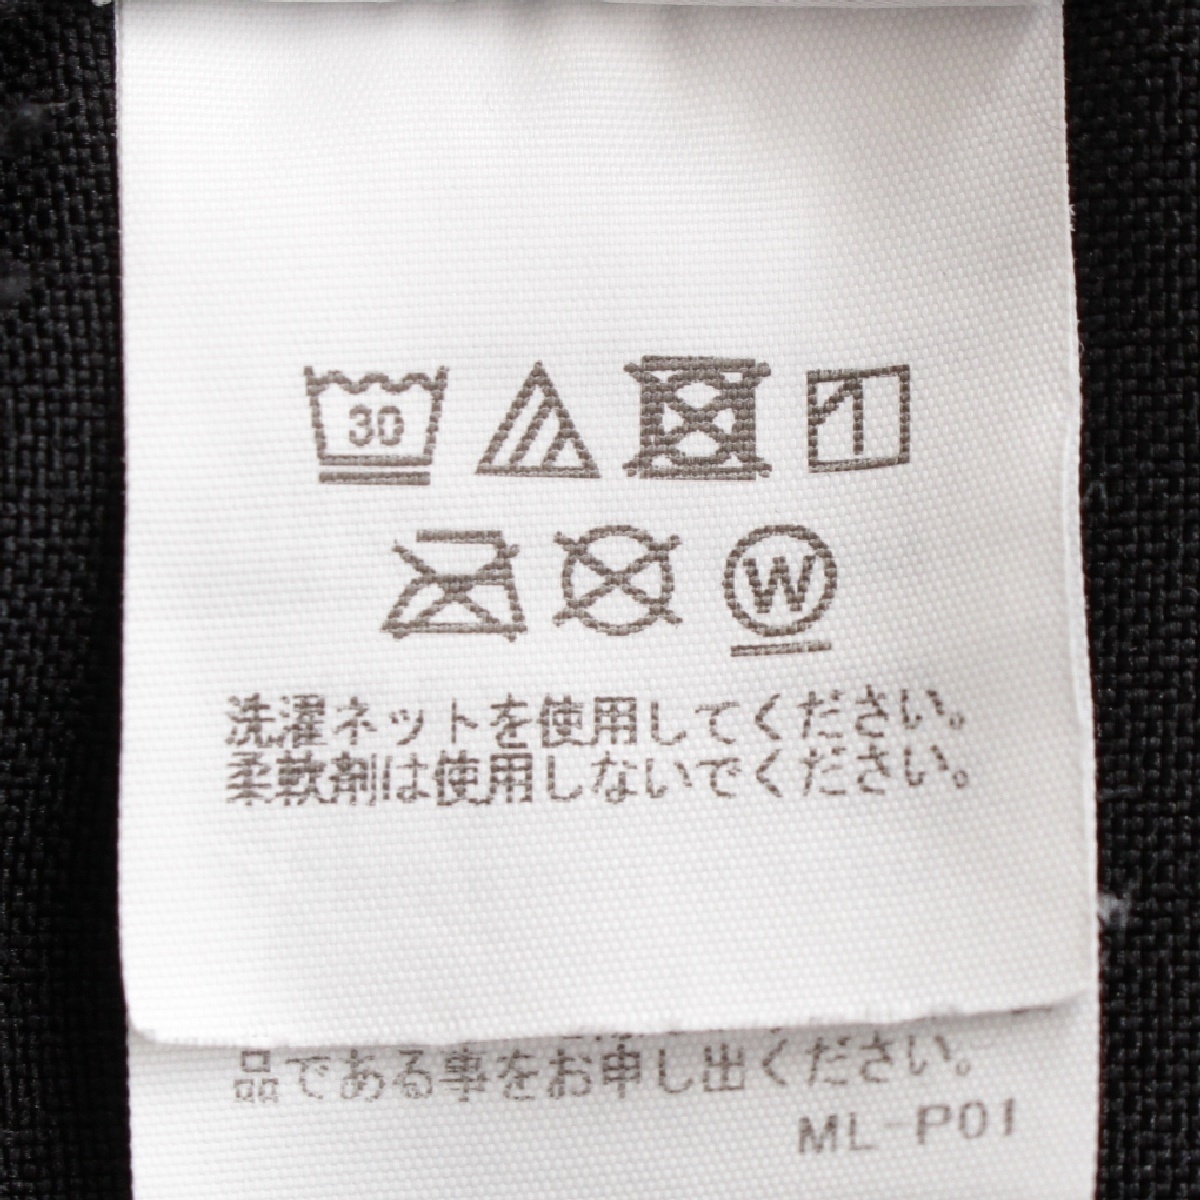 30
W
洗濯ネットを使用してください。
柔軟剤は使用しないでください。
品である事をお申し出ください。
ML-P01